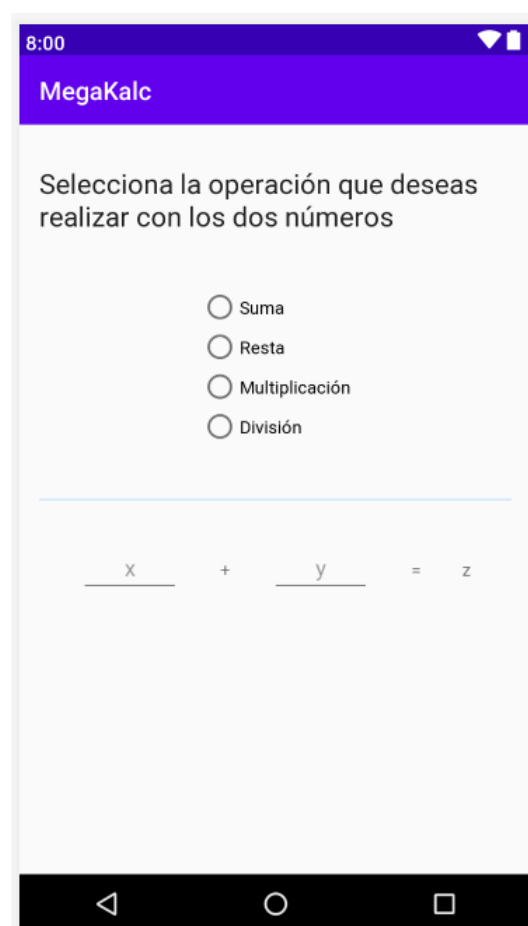 8:00
MegaKalc
Selecciona la operación que deseas
realizar con los dos números
Suma
Resta
Multiplicación
División
x + y = z